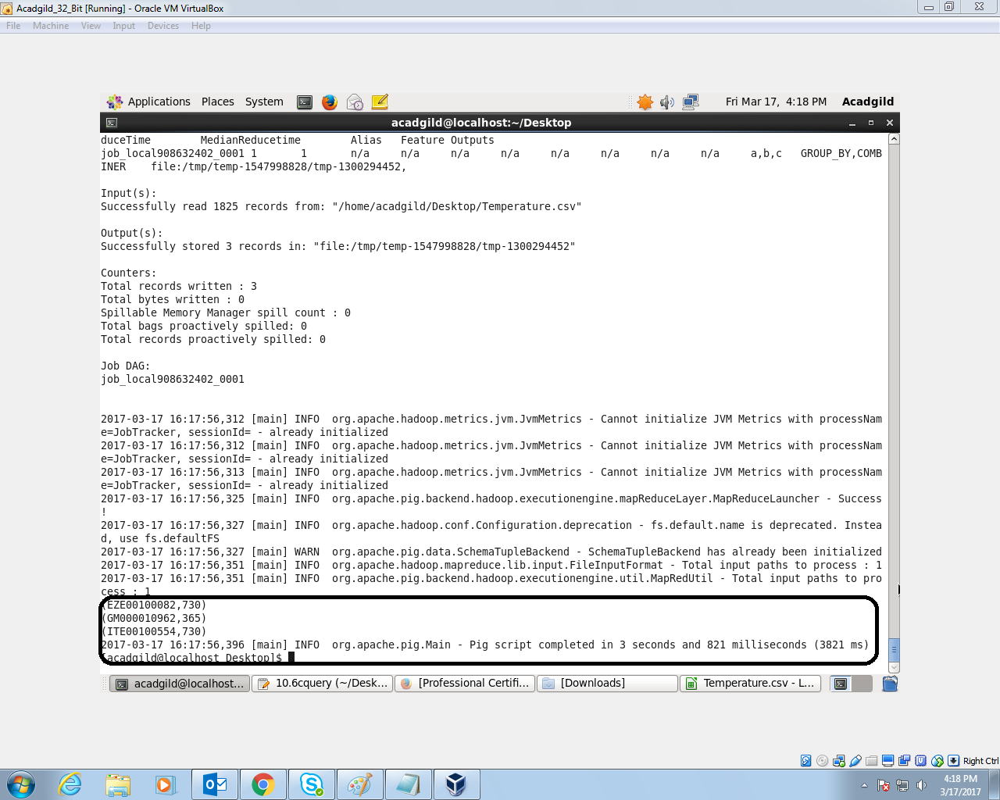 Acadgild_32_Bit [Running] - Oracle VM VirtualBox
File Machine View Input Devices Help
Applications Places System Fri Mar 17, 4:18 PM Acadgild
acadgild@localhost:~/Desktop
duceTime MedianReducetime Alias Feature Outputs
job_local908632402_0001 1 1 n/a n/a n/a n/a n/a n/a n/a n/a a,b,c GROUP_BY,COMB
INER file:/tmp/temp-1547998828/tmp-1300294452,
Input(s):
Successfully read 1825 records from: "/home/acadgild/Desktop/Temperature.csv"
Output(s):
Successfully stored 3 records in: "file:/tmp/temp-1547998828/tmp-1300294452"
Counters:
Total records written : 3
Total bytes written : 0
Spillable Memory Manager spill count : 0
Total bags proactively spilled: 0
Total records proactively spilled: 0
Job DAG:
job_local908632402_0001
2017-03-17 16:17:56,312 [main] INFO org.apache.hadoop.metrics.jvm.JvmMetrics - Cannot initialize JVM Metrics with processNam
e=JobTracker, sessionId= - already initialized
2017-03-17 16:17:56,312 [main] INFO org.apache.hadoop.metrics.jvm.JvmMetrics - Cannot initialize JVM Metrics with processNam
e=JobTracker, sessionId= - already initialized
2017-03-17 16:17:56,313 [main] INFO org.apache.hadoop.metrics.jvm.JvmMetrics - Cannot initialize JVM Metrics with processNam
e=JobTracker, sessionId= - already initialized
2017-03-17 16:17:56,325 [main] INFO org.apache.pig.backend.hadoop.executionengine.mapReduceLayer.MapReduceLauncher - Success
!
2017-03-17 16:17:56,327 [main] INFO org.apache.hadoop.conf.Configuration.deprecation - fs.default.name is deprecated. Instea
d, use fs.defaultFS
2017-03-17 16:17:56,327 [main] WARN org.apache.pig.data.SchemaTupleBackend - SchemaTupleBackend has already been initialized
2017-03-17 16:17:56,351 [main] INFO org.apache.hadoop.mapreduce.lib.input.FileInputFormat - Total input paths to process : 1
2017-03-17 16:17:56,351 [main] INFO org.apache.pig.backend.hadoop.executionengine.util.MapRedUtil - Total input paths to pro
cess : 1
(EZE00100082,730)
(GM000010962,365)
(ITE00100554,730)
2017-03-17 16:17:56,396 [main] INFO org.apache.pig.Main - Pig script completed in 3 seconds and 821 milliseconds (3821 ms)
[acadgild@localhost Desktop]$
acadgild@localhost:... 10.6cquery (~/Desk... [Professional Certifi... [Downloads] Temperature.csv - L...
Right Ctrl
4:18 PM
3/17/2017